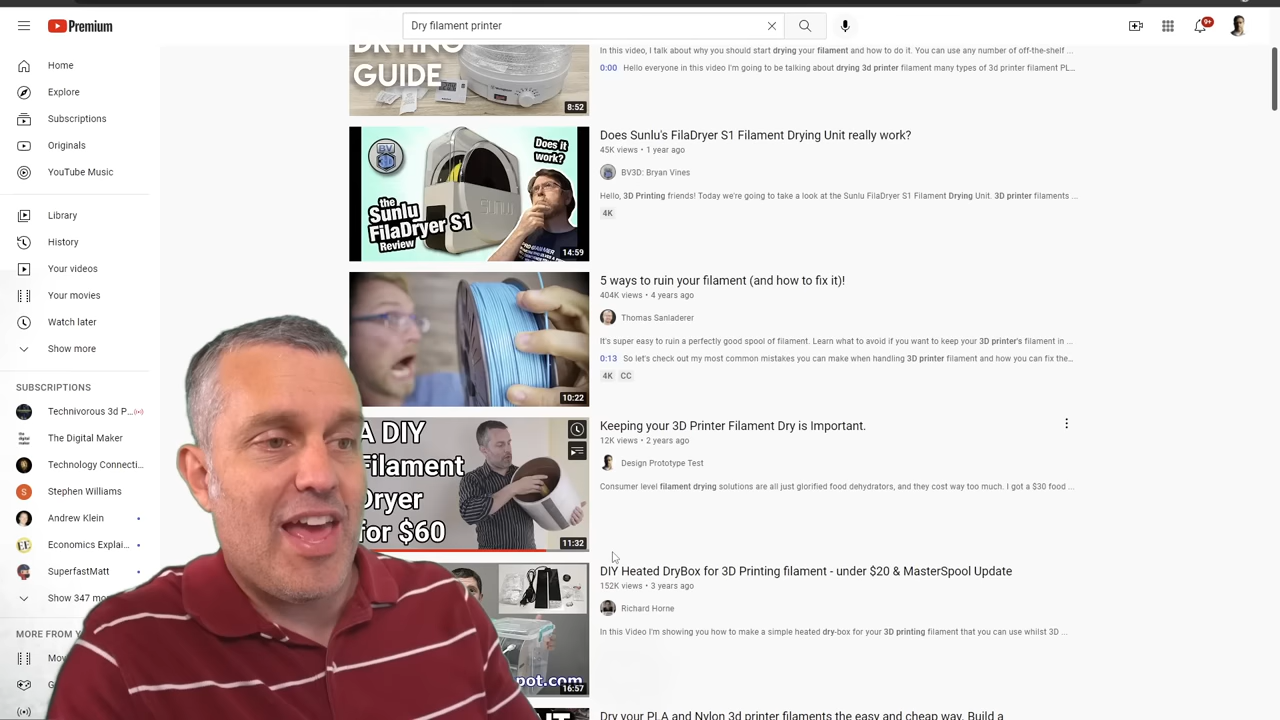 Premium
Dry filament printer
9+
Home
Explore
Subscriptions
Originals
YouTube Music
Library
History
Your videos
Your movies
Watch later
Show more
SUBSCRIPTIONS
Technivorous 3d P...
The Digital Maker
Technology Connecti...
Stephen Williams
Andrew Klein
Economics Explai...
SuperfastMatt
Show 347 mo
MORE FROM Y
Mov
G
DRYING
GUIDE
8:52
In this video, I talk about why you should start drying your filament and how to do it. You can use any number of off-the-shelf ...
0:00 Hello everyone in this video I'm going to be talking about drying 3d printer filament many types of 3d printer filament PL...
BV
3D
Does it
work?
the
Sunlu
FilaDryer S1
Review
SUNLU
14:59
Does Sunlu's FilaDryer S1 Filament Drying Unit really work?
45K views • 1 year ago
BV3D: Bryan Vines
Hello, 3D Printing friends! Today we're going to take a look at the Sunlu FilaDryer S1 Filament Drying Unit. 3D printer filaments ...
4K
10:22
5 ways to ruin your filament (and how to fix it)!
404K views • 4 years ago
Thomas Sanladerer
It's super easy to ruin a perfectly good spool of filament. Learn what to avoid if you want to keep your 3D printer's filament in ...
0:13 So let's check out my most common mistakes you can make when handling 3D printer filament and how you can fix the...
4K CC
A DIY
Filament
Dryer
for $60
11:32
Keeping your 3D Printer Filament Dry is Important.
12K views • 2 years ago
Design Prototype Test
Consumer level filament drying solutions are all just glorified food dehydrators, and they cost way too much. I got a $30 food ...
pot.com
16:57
DIY Heated DryBox for 3D Printing filament - under $20 & MasterSpool Update
152K views • 3 years ago
Richard Horne
In this Video I'm showing you how to make a simple heated dry-box for your 3D printing filament that you can use whilst 3D ...
Dry your PLA and Nylon 3d printer filaments the easy and cheap way. Build a